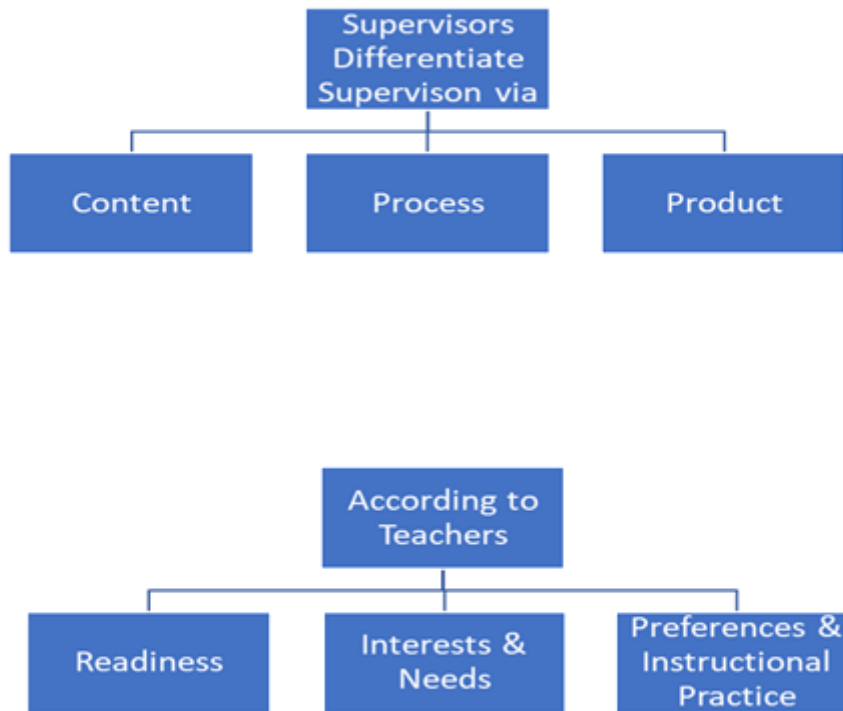 Supervisors
Differentiate
Supervison via
Content
Process
Product
According to
Teachers
Readiness
Interests &
Needs
Preferences &
Instructional
Practice